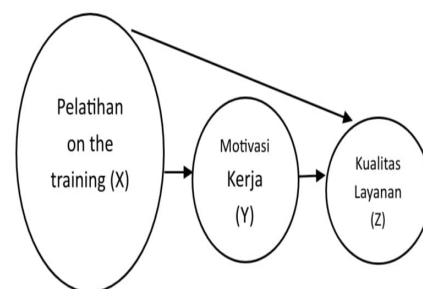 Pelatihan
on the
training (X)
Motivasi
Kerja
(Y)
Kualitas
Layanan
(Z)